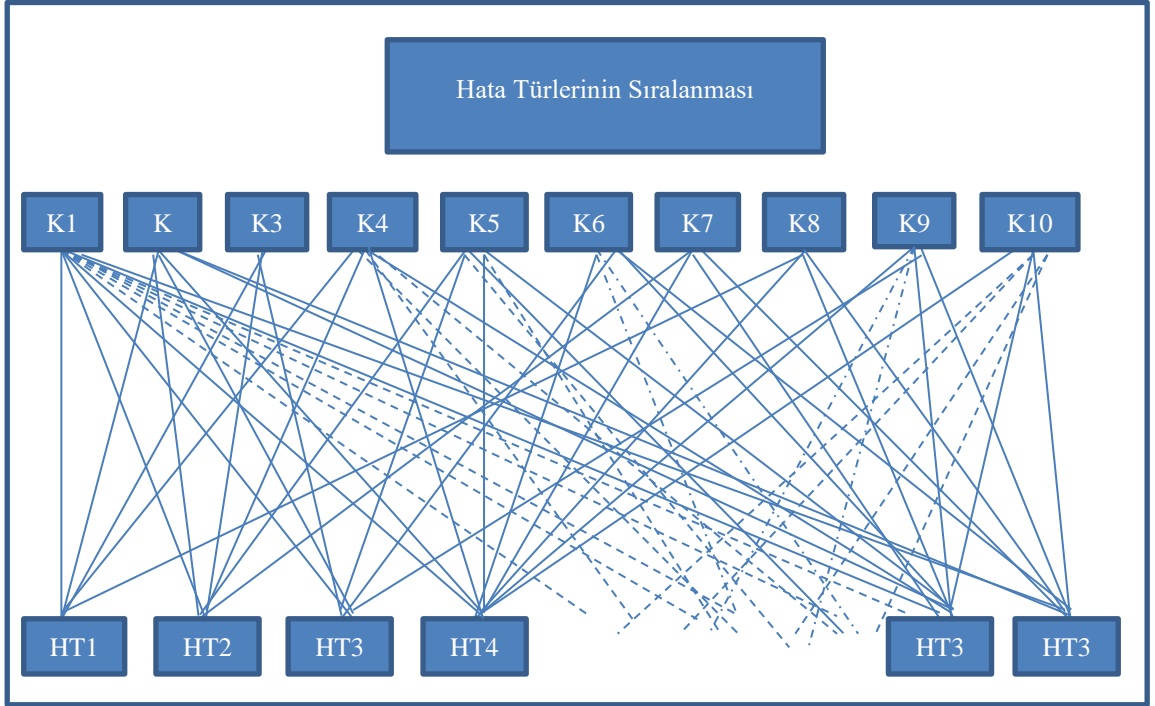 Hata Türlerinin Sıralanması
K1 K K3 K4 K5 K6 K7 K8 K9 K10
HT1 HT2 HT3 HT4 HT3 HT3